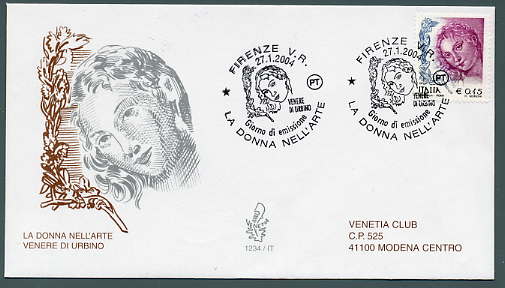 FIRENZE V.R.
27.1.2004
PT
VENERE
DI URBINO
Giorno di emissione
LA DONNA NELL'ARTE
FIRENZE V.R.
27.1.2004
PT
VENERE
DI URBINO
Giorno di emissione
LA DONNA NELL'ARTE
ITALIA
€ 0,45
LA DONNA NELL'ARTE
VENERE DI URBINO
VENETIA
1234 / IT
VENETIA CLUB
C.P. 525
41100 MODENA CENTRO